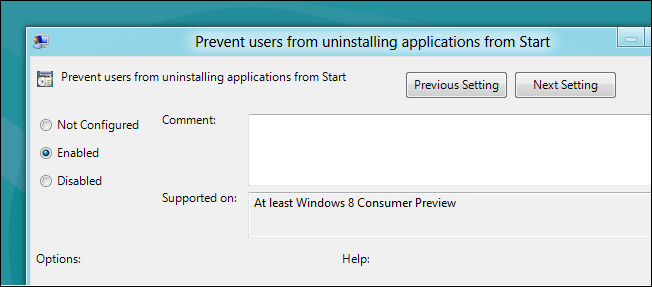 Prevent users from uninstalling applications from Start
Prevent users from uninstalling applications from Start
Previous Setting
Next Setting
Not Configured
Comment:
Enabled
Disabled
Supported on:
At least Windows 8 Consumer Preview
Options:
Help: